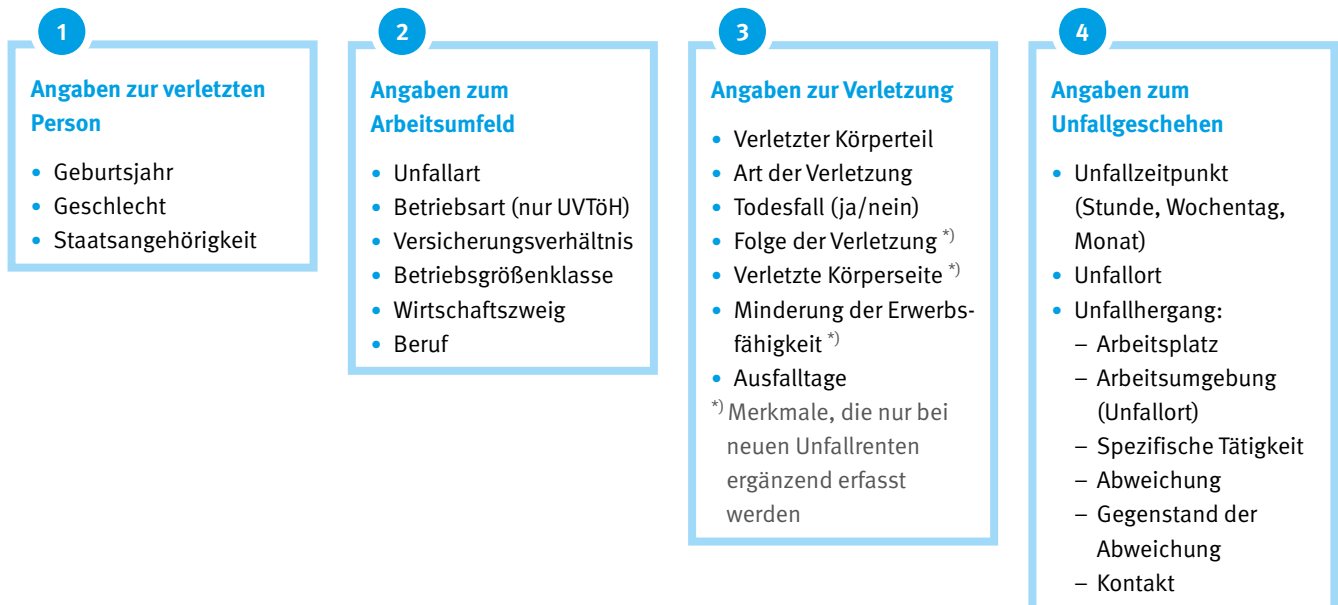 1
Angaben zur verletzten
Person
• Geburtsjahr
• Geschlecht
• Staatsangehörigkeit
2
Angaben zum
Arbeitsumfeld
• Unfallart
• Betriebsart (nur UVTöH)
• Versicherungsverhältnis
• Betriebsgrößenklasse
• Wirtschaftszweig
• Beruf
3
Angaben zur Verletzung
• Verletzter Körperteil
• Art der Verletzung
• Todesfall (ja/nein)
• Folge der Verletzung *)
• Verletzte Körperseite *)
• Minderung der Erwerbs-
fähigkeit *)
• Ausfalltage
*) Merkmale, die nur bei
neuen Unfallrenten
ergänzend erfasst
werden
4
Angaben zum
Unfallgeschehen
• Unfallzeitpunkt
(Stunde, Wochentag,
Monat)
• Unfallort
• Unfallhergang:
– Arbeitsplatz
– Arbeitsumgebung
(Unfallort)
– Spezifische Tätigkeit
– Abweichung
– Gegenstand der
Abweichung
– Kontakt